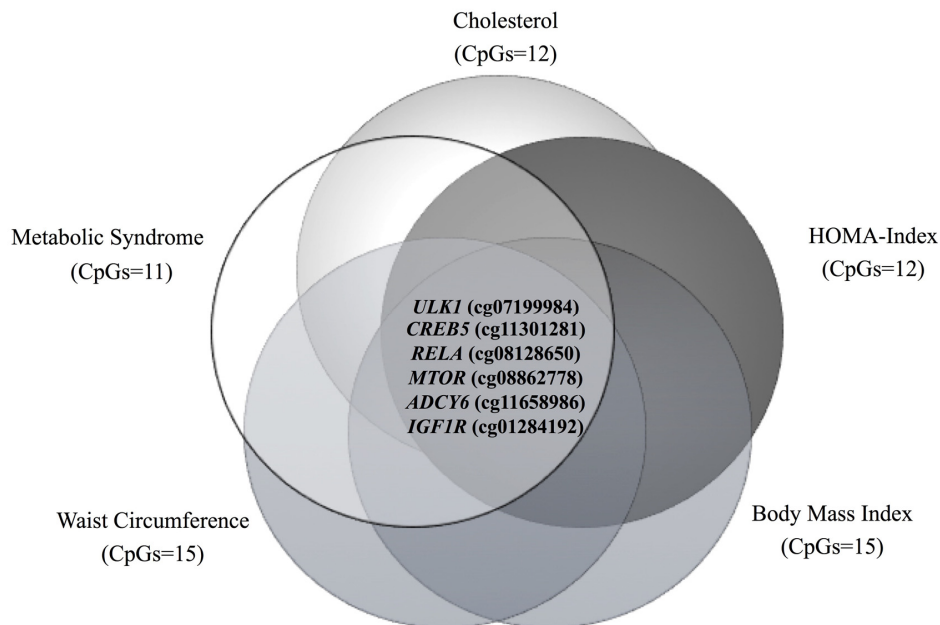 Cholesterol
(CpGs=12)
Metabolic Syndrome
(CpGs=11)
HOMA-Index
(CpGs=12)
ULK1 (cg07199984)
CREB5 (cg11301281)
RELA (cg08128650)
MTOR (cg08862778)
ADCY6 (cg11658986)
IGF1R (cg01284192)
Waist Circumference
(CpGs=15)
Body Mass Index
(CpGs=15)